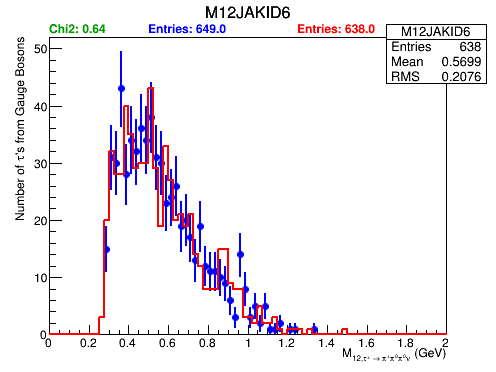 M12JAKID6
Chi2: 0.64 Entries: 649.0 Entries: 638.0
M12JAKID6
Entries 638
Mean 0.5699
RMS 0.2076
Number of τ's from Gauge Bosons
50
40
30
20
10
0
0 0.2 0.4 0.6 0.8 1 1.2 1.4 1.6 1.8 2
M12,τ⁺→π⁺π⁰π⁰ν (GeV)